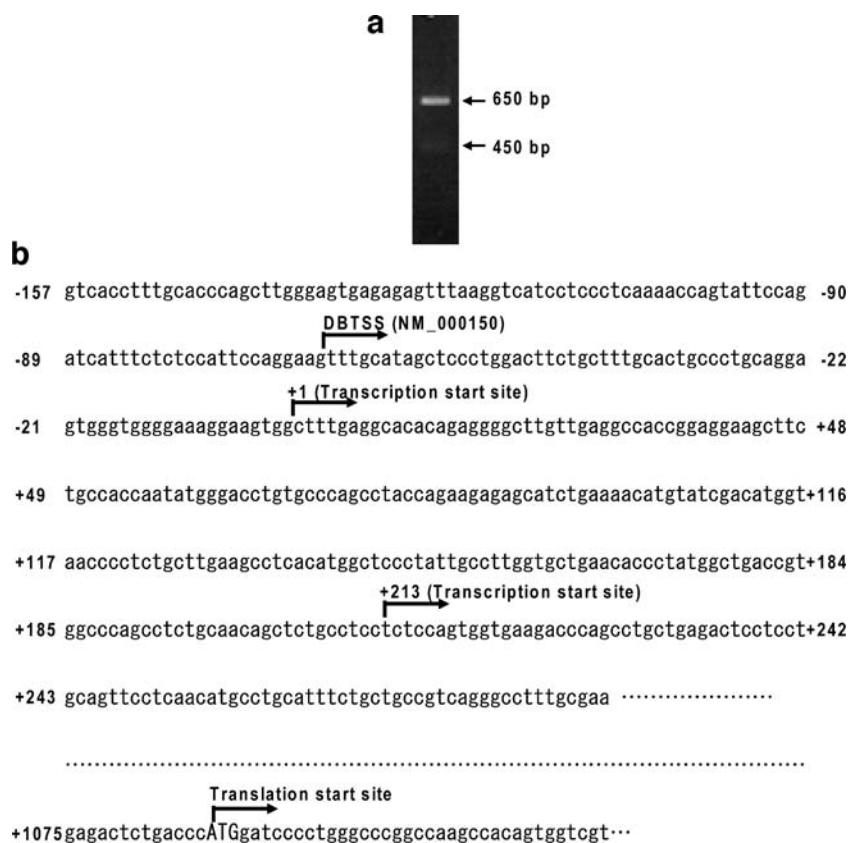 a
650 bp
450 bp
b
-157 gtcacctttgcacccagcttgggagtgagagagtttaaggtcatcctccctcaaaaccagtattccag -90
DBTSS (NM_000150)
-89 atcatttctctccattccaggaagtttgcatagctccctggacttctgctttgcactgccctgcagga -22
+1 (Transcription start site)
-21 gtgggtggggaaaggaagtggctttgaggcacacagaggggcttgttgaggccaccggaggaagcttc +48
+49 tgccaccaatatgggacctgtgcccagcctaccagaagagagcatctgaaaacatgtatcgacatggt +116
+117 aacccctctgcttgaagcctcacatggctccctattgccttggtgctgaacaccctatggctgaccgt +184
+213 (Transcription start site)
+185 ggcccagcctctgcaacagctctgcctcctctccagtggtgaagacccagcctgctgagactcctcct +242
+243 gcagttcctcaacatgcctgcatttctgctgccgtcagggcctttgcgaa ·····················
·······································································································
Translation start site
+1075 gagactctgacccATGgatcccctgggcccggccaagccacagtggtcgt···